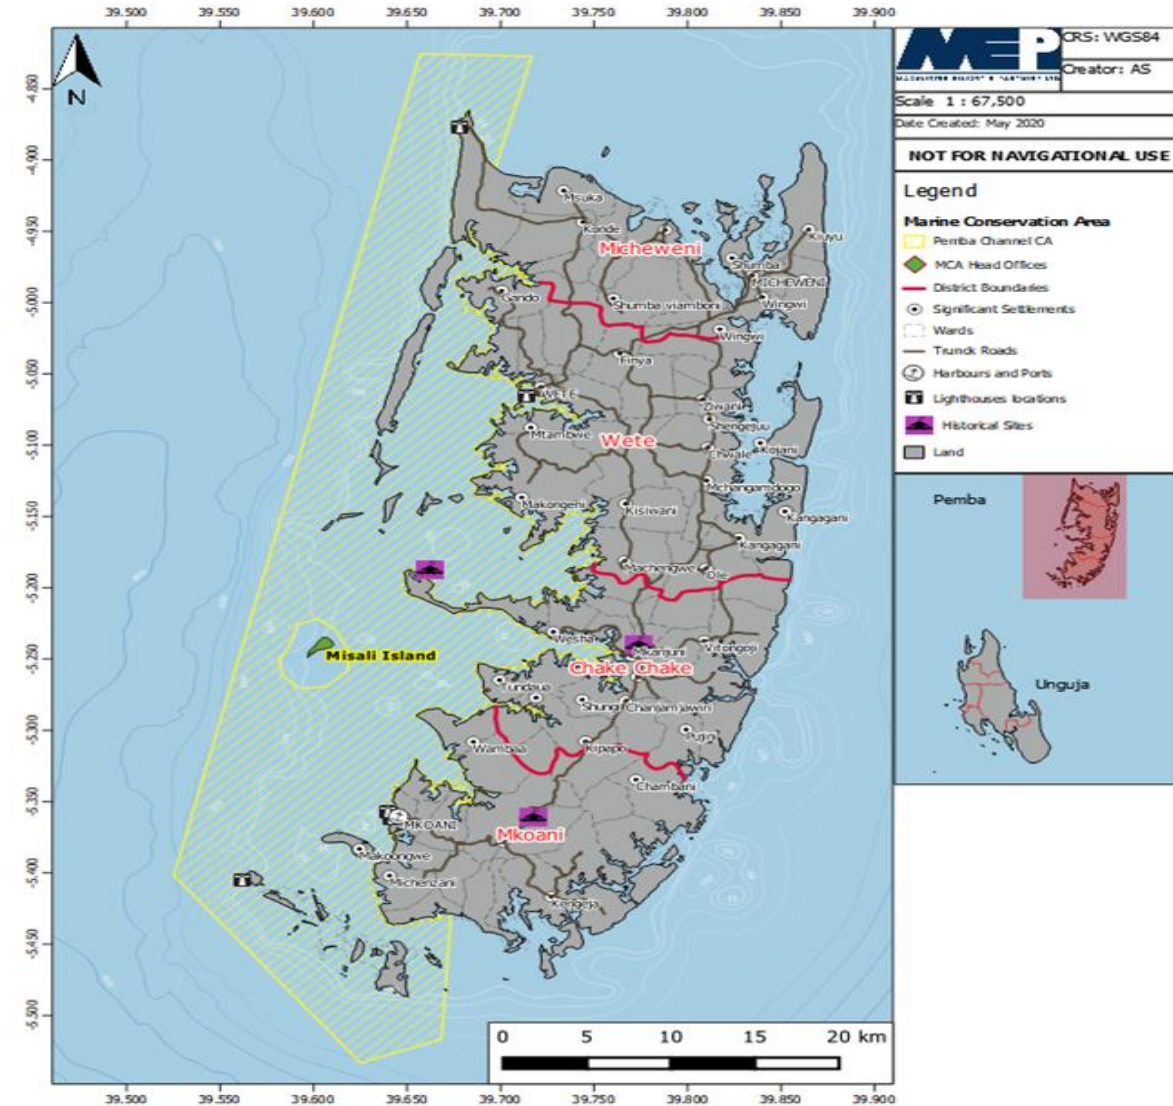 39.500 39.550 39.600 39.650 39.700 39.750 39.800 39.850 39.900
-4.850
-4.900
-4.950
-5.000
-5.050
-5.100
-5.150
-5.200
-5.250
-5.300
-5.350
-5.400
-5.450
-5.500
N
MEP
CRS: WGS84
Creator: AS
Scale 1 : 67,500
Date Created: May 2020
NOT FOR NAVIGATIONAL USE
Legend
Marine Conservation Area
Pemba Channel CA
MCA Head Offices
District Boundaries
Significant Settlements
Wards
Trunck Roads
Harbours and Ports
Lighthouses locations
Historical Sites
Land
Pemba
Unguja
Msuka
Konde
Micheweni
Kiuyu
Shumba
MICHEWENI
Gando
Shumba viamboni
Wingwi
Wingwi
Finya
WETE
Ziwani
Shengejuu
Mtambwe
Wete
Chwale
Kojani
Mchangamdogo
Makongeni
Kisiwani
Kangagani
Kangagani
Machengwe
Ole
Wesha
Mkanjuni
Vitongoji
Misali Island
Chake Chake
Tundaua
Shungi
Chanjamjawiri
Pujini
Wambaa
Kipapo
Chambani
MKOANI
Mkoani
Makoongwe
Michenzani
Kengeja
0 5 10 15 20 km
39.500 39.550 39.600 39.650 39.700 39.750 39.800 39.850 39.900